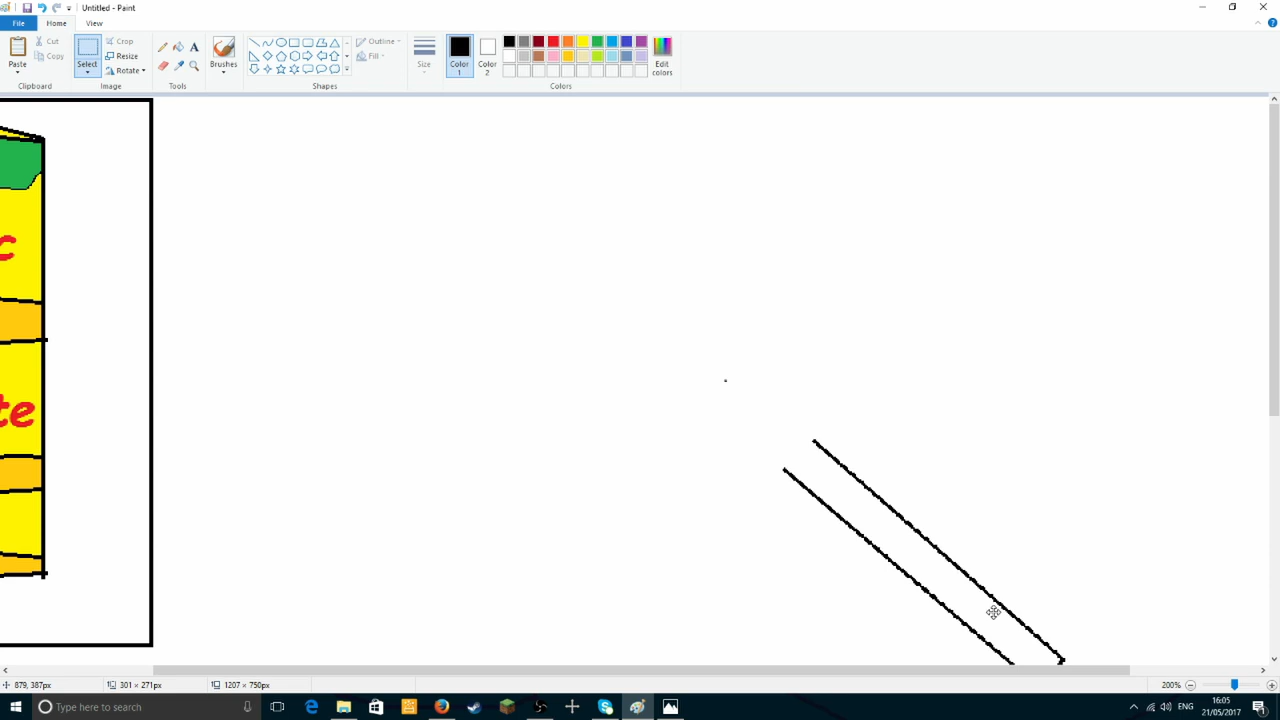 Untitled - Paint
File
Home
View
Paste
Cut
Copy
Clipboard
Select
Crop
Resize
Rotate
Image
Tools
Brushes
Shapes
Outline
Fill
Size
Color 1
Color 2
Edit colors
Colors
c
te
879, 387px
301 × 271px
1207 × 750px
200%
Type here to search
ENG
16:05
21/05/2017
1